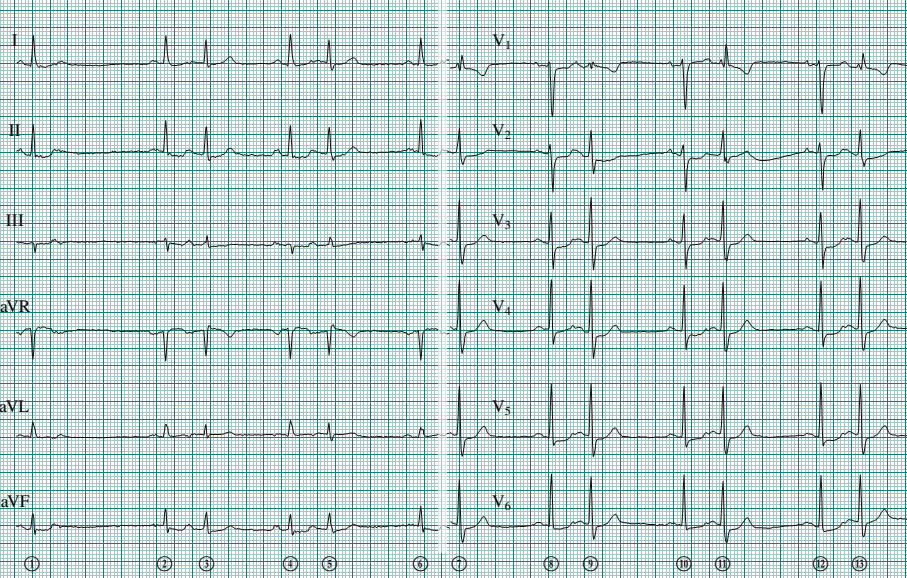 I V₁
II V₂
III V₃
aVR V₄
aVL V₅
aVF V₆
① ② ③ ④ ⑤ ⑥ ⑦ ⑧ ⑨ ⑩ ⑪ ⑫ ⑬